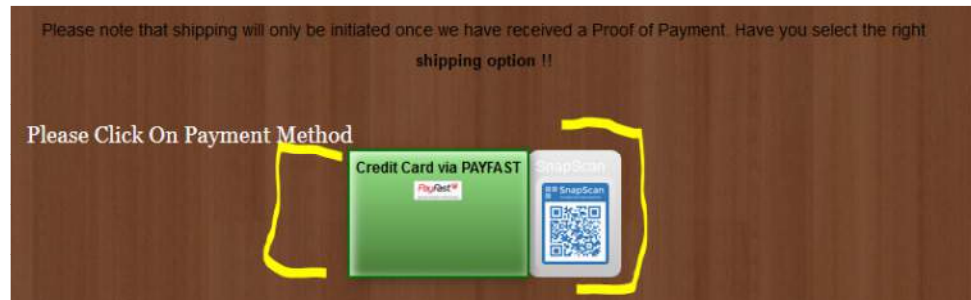 Please note that shipping will only be initiated once we have received a Proof of Payment. Have you select the right
shipping option !!
Please Click On Payment Method
Credit Card via PAYFAST
PayFast
SnapScan
SnapScan